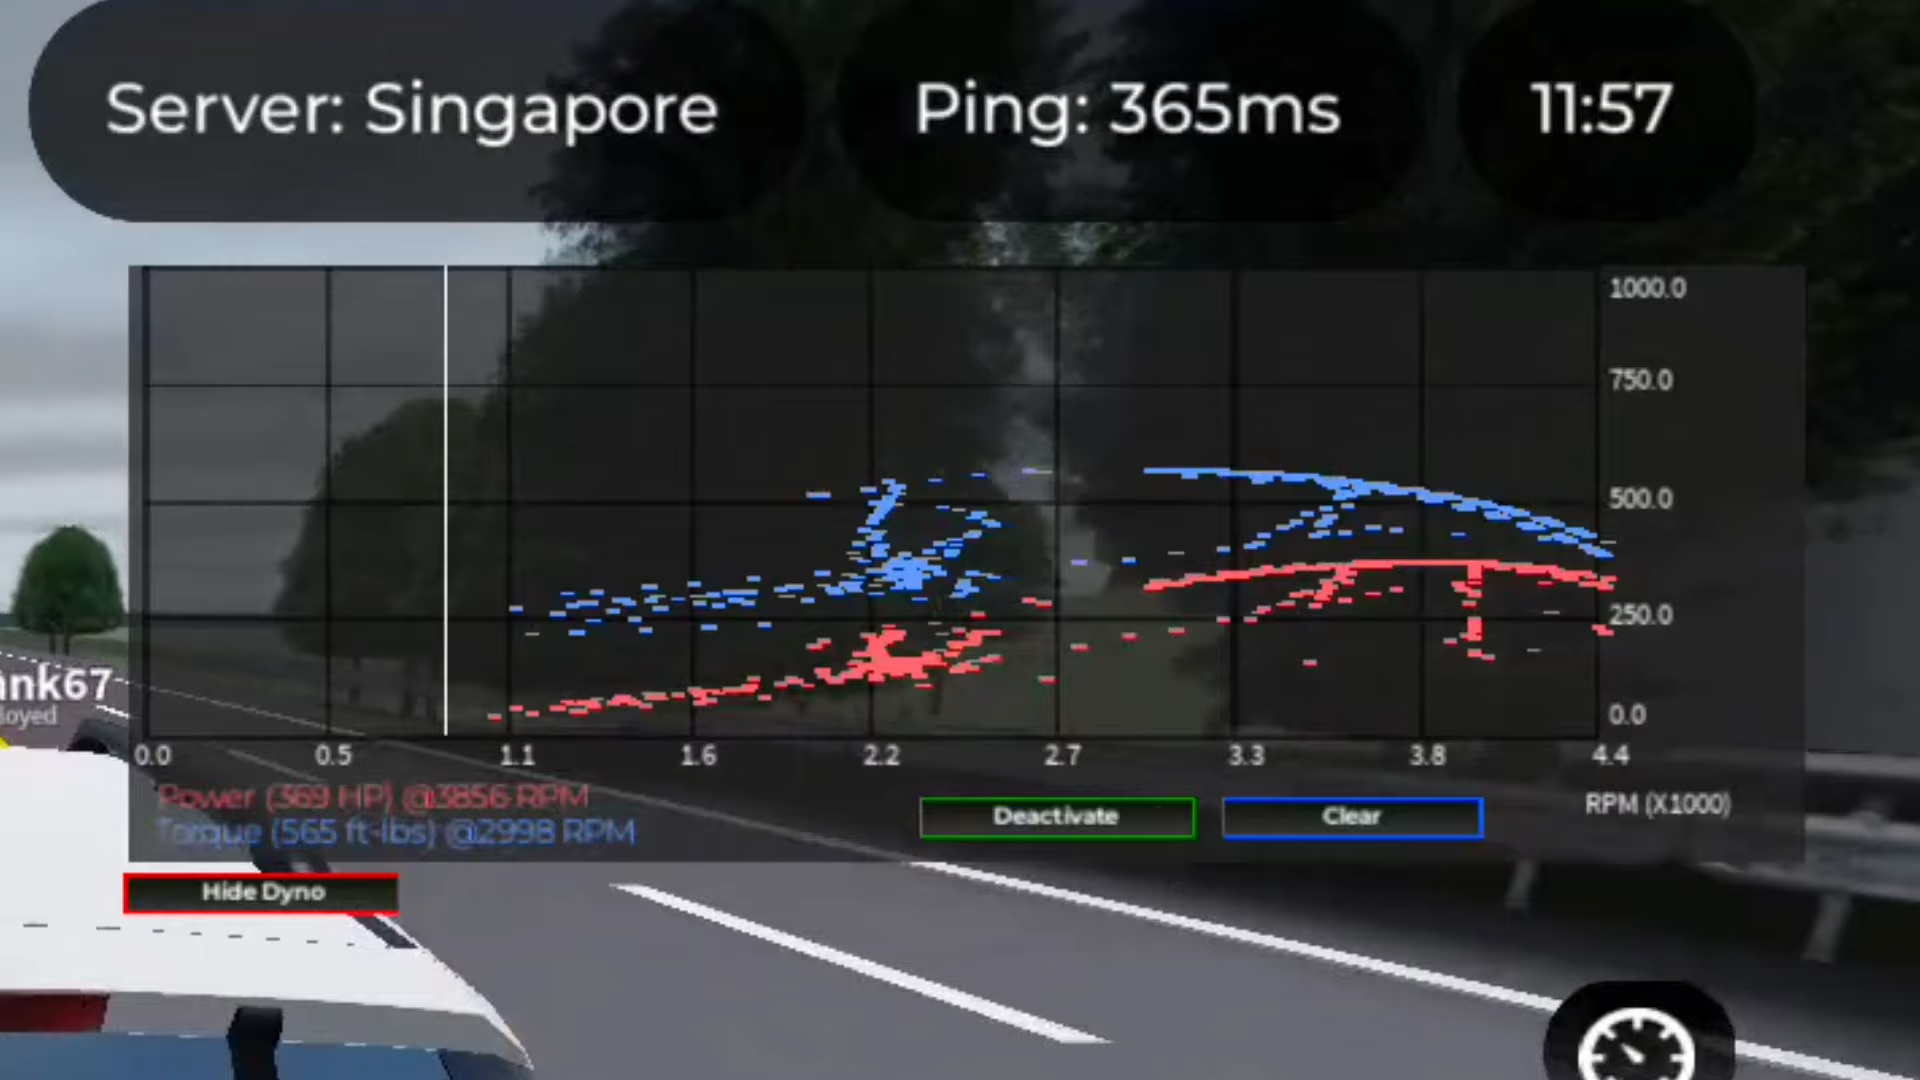 Server: Singapore
Ping: 365ms
11:57
1000.0
750.0
500.0
250.0
0.0
0.0 0.5 1.1 1.6 2.2 2.7 3.3 3.8 4.4
RPM (X1000)
Power (369 HP) @3856 RPM
Torque (565 ft-lbs) @2998 RPM
Deactivate
Clear
Hide Dyno
nk67
loyed